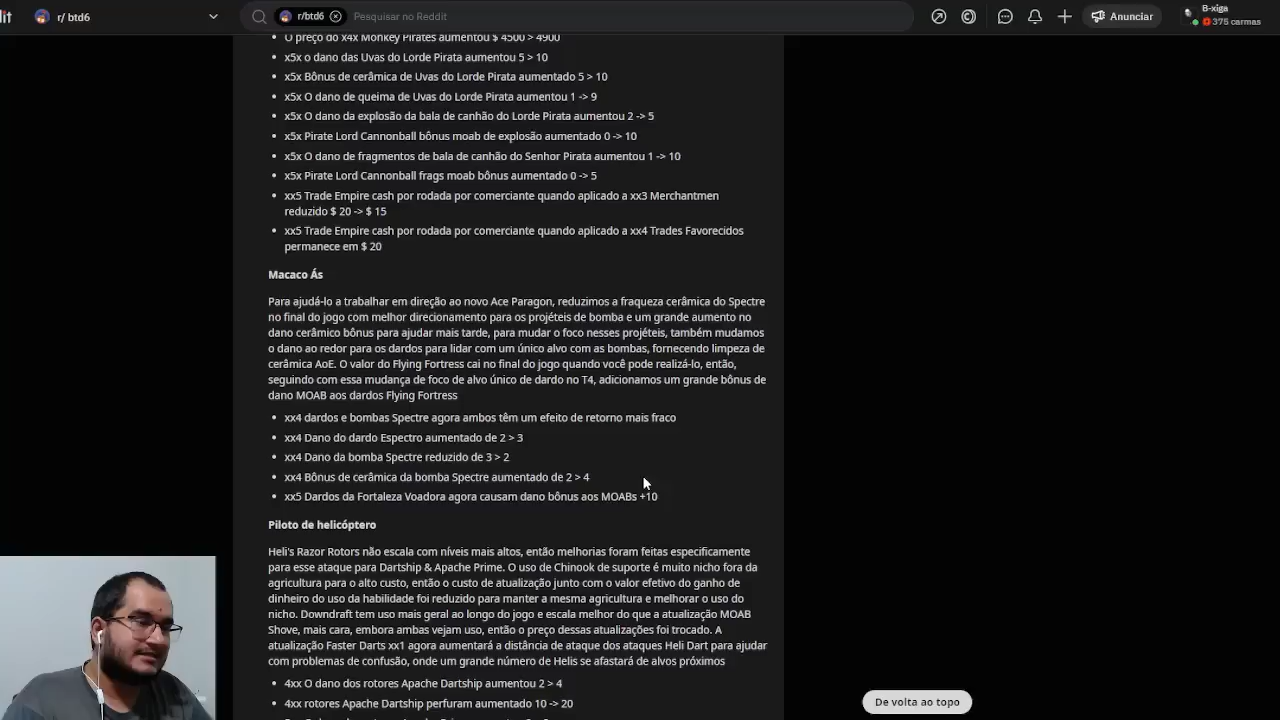 it
r/ btd6
r/btd6
Pesquisar no Reddit
Anunciar
B-xiga
375 carmas
O preço do x4x Monkey Pirates aumentou $ 4500 > 4900
x5x o dano das Uvas do Lorde Pirata aumentou 5 > 10
x5x Bônus de cerâmica de Uvas do Lorde Pirata aumentado 5 > 10
x5x O dano de queima de Uvas do Lorde Pirata aumentou 1 -> 9
x5x O dano da explosão da bala de canhão do Lorde Pirata aumentou 2 -> 5
x5x Pirate Lord Cannonball bônus moab de explosão aumentado 0 -> 10
x5x O dano de fragmentos de bala de canhão do Senhor Pirata aumentou 1 -> 10
x5x Pirate Lord Cannonball frags moab bônus aumentado 0 -> 5
xx5 Trade Empire cash por rodada por comerciante quando aplicado a xx3 Merchantmen
reduzido $ 20 -> $ 15
xx5 Trade Empire cash por rodada por comerciante quando aplicado a xx4 Trades Favorecidos
permanece em $ 20
Macaco Ás
Para ajudá-lo a trabalhar em direção ao novo Ace Paragon, reduzimos a fraqueza cerâmica do Spectre
no final do jogo com melhor direcionamento para os projéteis de bomba e um grande aumento no
dano cerâmico bônus para ajudar mais tarde, para mudar o foco nesses projéteis, também mudamos
o dano ao redor para os dardos para lidar com um único alvo com as bombas, fornecendo limpeza de
cerâmica AoE. O valor do Flying Fortress cai no final do jogo quando você pode realizá-lo, então,
seguindo com essa mudança de foco de alvo único de dardo no T4, adicionamos um grande bônus de
dano MOAB aos dardos Flying Fortress
xx4 dardos e bombas Spectre agora ambos têm um efeito de retorno mais fraco
xx4 Dano do dardo Espectro aumentado de 2 > 3
xx4 Dano da bomba Spectre reduzido de 3 > 2
xx4 Bônus de cerâmica da bomba Spectre aumentado de 2 > 4
xx5 Dardos da Fortaleza Voadora agora causam dano bônus aos MOABs +10
Piloto de helicóptero
Heli's Razor Rotors não escala com níveis mais altos, então melhorias foram feitas especificamente
para esse ataque para Dartship & Apache Prime. O uso de Chinook de suporte é muito nicho fora da
agricultura para o alto custo, então o custo de atualização junto com o valor efetivo do ganho de
dinheiro do uso da habilidade foi reduzido para manter a mesma agricultura e melhorar o uso do
nicho. Downdraft tem uso mais geral ao longo do jogo e escala melhor do que a atualização MOAB
Shove, mais cara, embora ambas vejam uso, então o preço dessas atualizações foi trocado. A
atualização Faster Darts xx1 agora aumentará a distância de ataque dos ataques Heli Dart para ajudar
com problemas de confusão, onde um grande número de Helis se afastará de alvos próximos
4xx O dano dos rotores Apache Dartship aumentou 2 > 4
4xx rotores Apache Dartship perfuram aumentado 10 -> 20
De volta ao topo